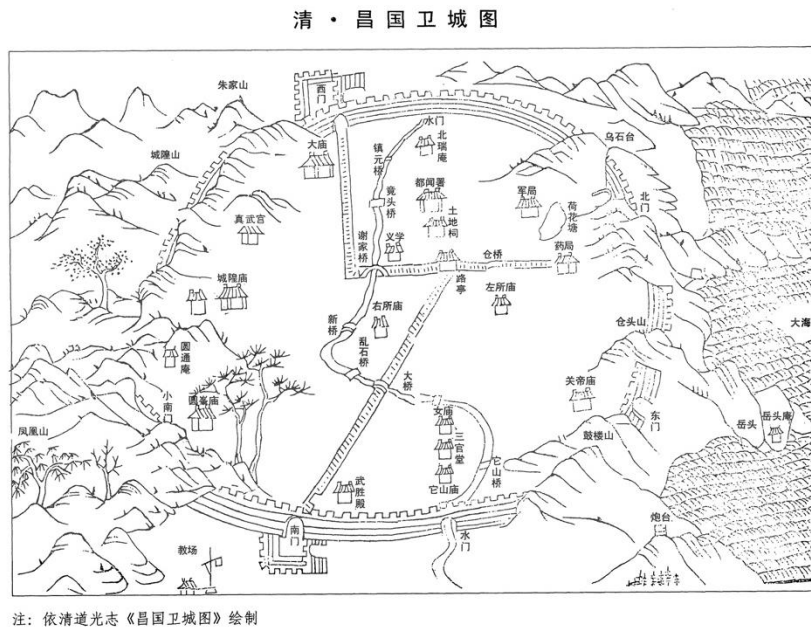 清·昌国卫城图
朱家山
西门
水门
乌石台
城隍山
大庙
镇元桥
北瑞庵
北门
都闻署
军局
荷花塘
竟头桥
土地祠
真武宫
谢家桥
义学
仓桥
药局
城隍庙
路亭
左所庙
右所庙
新桥
仓头山
大海
圆通庵
乱石桥
大桥
关帝庙
小南
圆峯庙
女庙
东门
岳头
岳头庵
凤凰山
三官堂
鼓楼山
它山庙
它山桥
武胜殿
南门
水门
炮台
教场
注：依清道光志《昌国卫城图》绘制